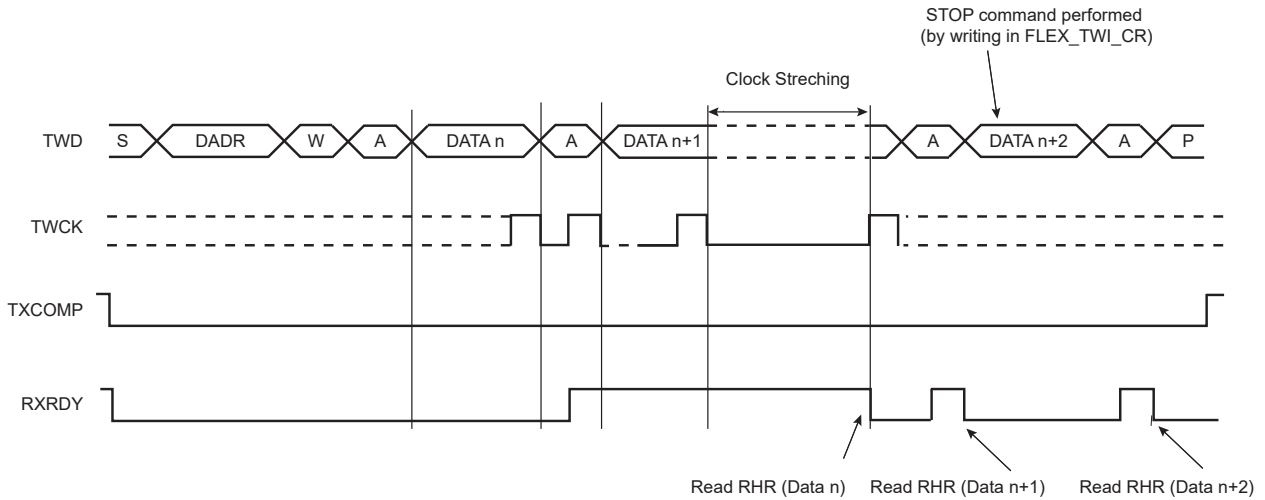 STOP command performed
(by writing in FLEX_TWI_CR)
Clock Streching
TWD S DADR W A DATA n A DATA n+1 A DATA n+2 A P
TWCK
TXCOMP
RXRDY
Read RHR (Data n) Read RHR (Data n+1) Read RHR (Data n+2)